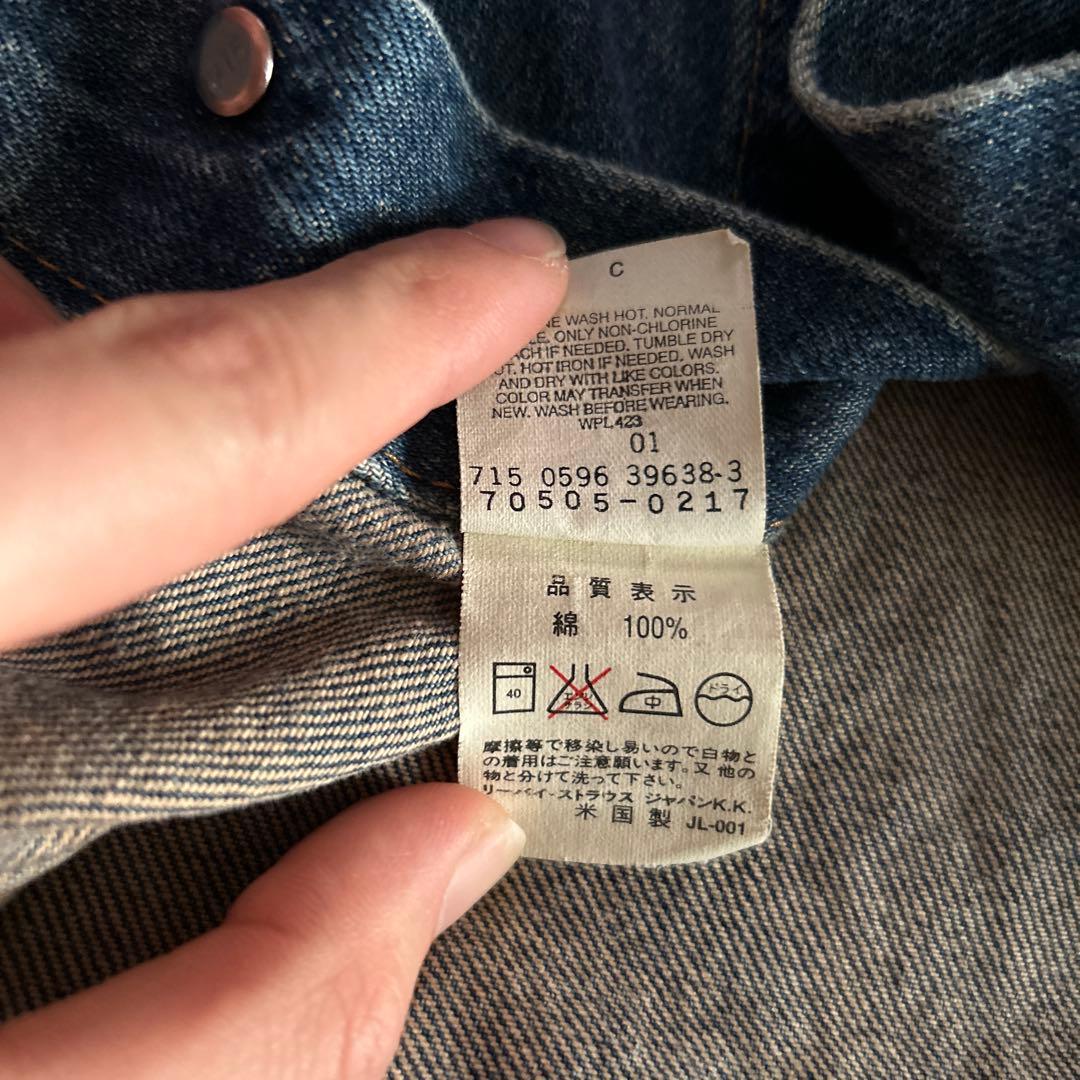 C
WASH HOT. NORMAL
ONLY NON-CHLORINE
IF NEEDED. TUMBLE DRY
HOT IRON IF NEEDED. WASH
AND DRY WITH LIKE COLORS.
COLOR MAY TRANSFER WHEN
NEW. WASH BEFORE WEARING.
WPL 423
01
715 0596 39638-3
70505-0217
品質表示
綿 100%
40 中 ドライ
摩擦等で移染し易いので白物と
の着用はご注意願います。又他の
物と分けて洗って下さい。
リーバイ・ストラウス ジャパンK.K.
米国製 JL-001